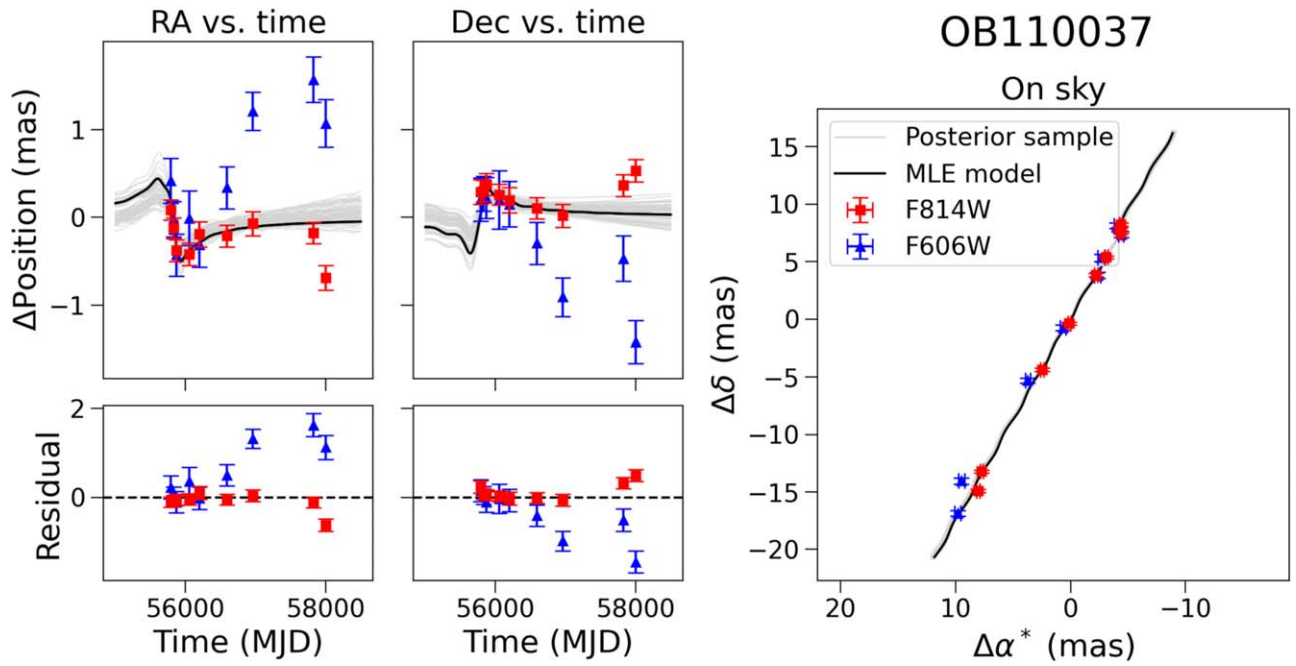 RA vs. time
Dec vs. time
OB110037
On sky
ΔPosition (mas)
1
0
−1
Residual
2
0
56000
58000
56000
58000
Time (MJD)
Time (MJD)
Posterior sample
MLE model
F814W
F606W
Δδ (mas)
15
10
5
0
−5
−10
−15
−20
20
10
0
−10
Δα* (mas)